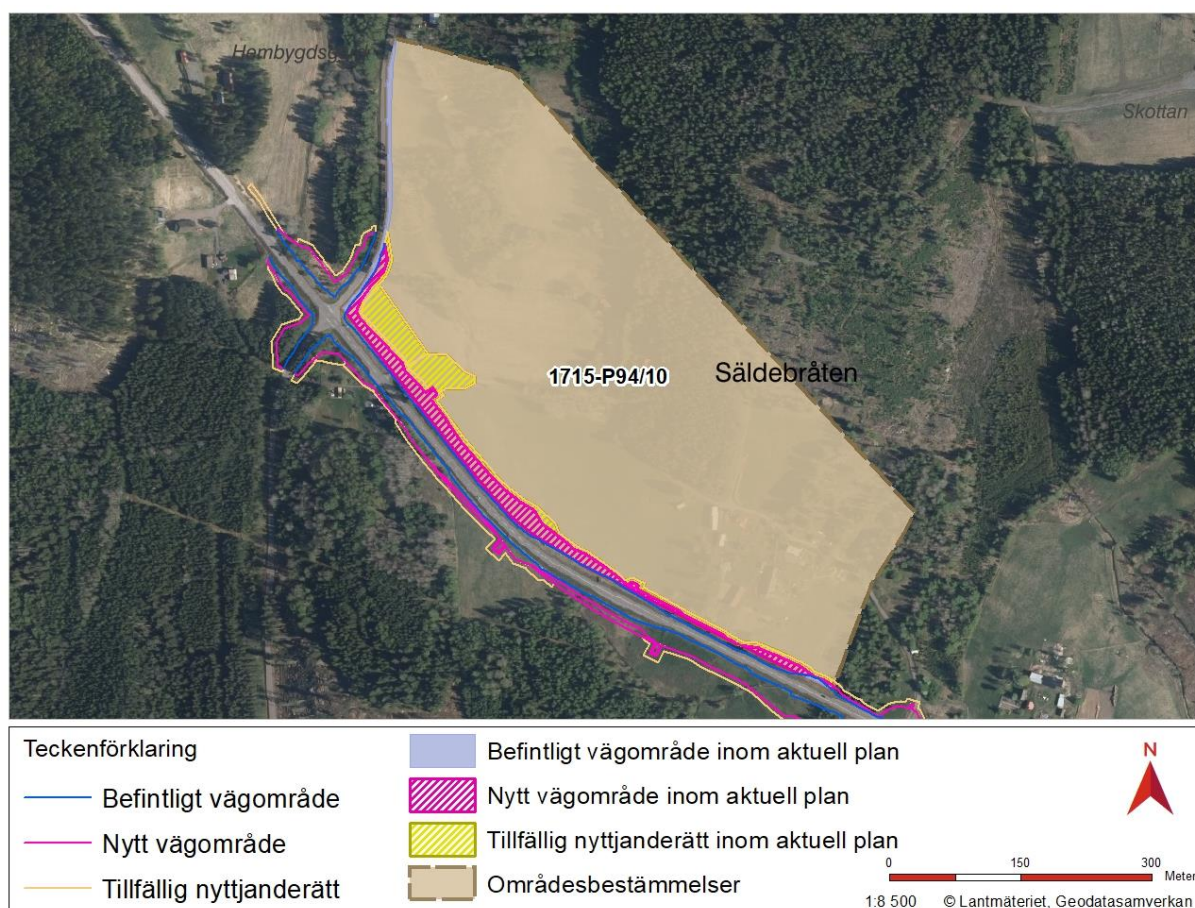 Hembygdsg
Skottan
1715-P94/10
Säldebråten
Teckenförklaring
Befintligt vägområde
Nytt vägområde
Tillfällig nyttjanderätt
Befintligt vägområde inom aktuell plan
Nytt vägområde inom aktuell plan
Tillfällig nyttjanderätt inom aktuell plan
Områdesbestämmelser
N
0 150 300
Meter
1:8 500 © Lantmäteriet, Geodatasamverkan